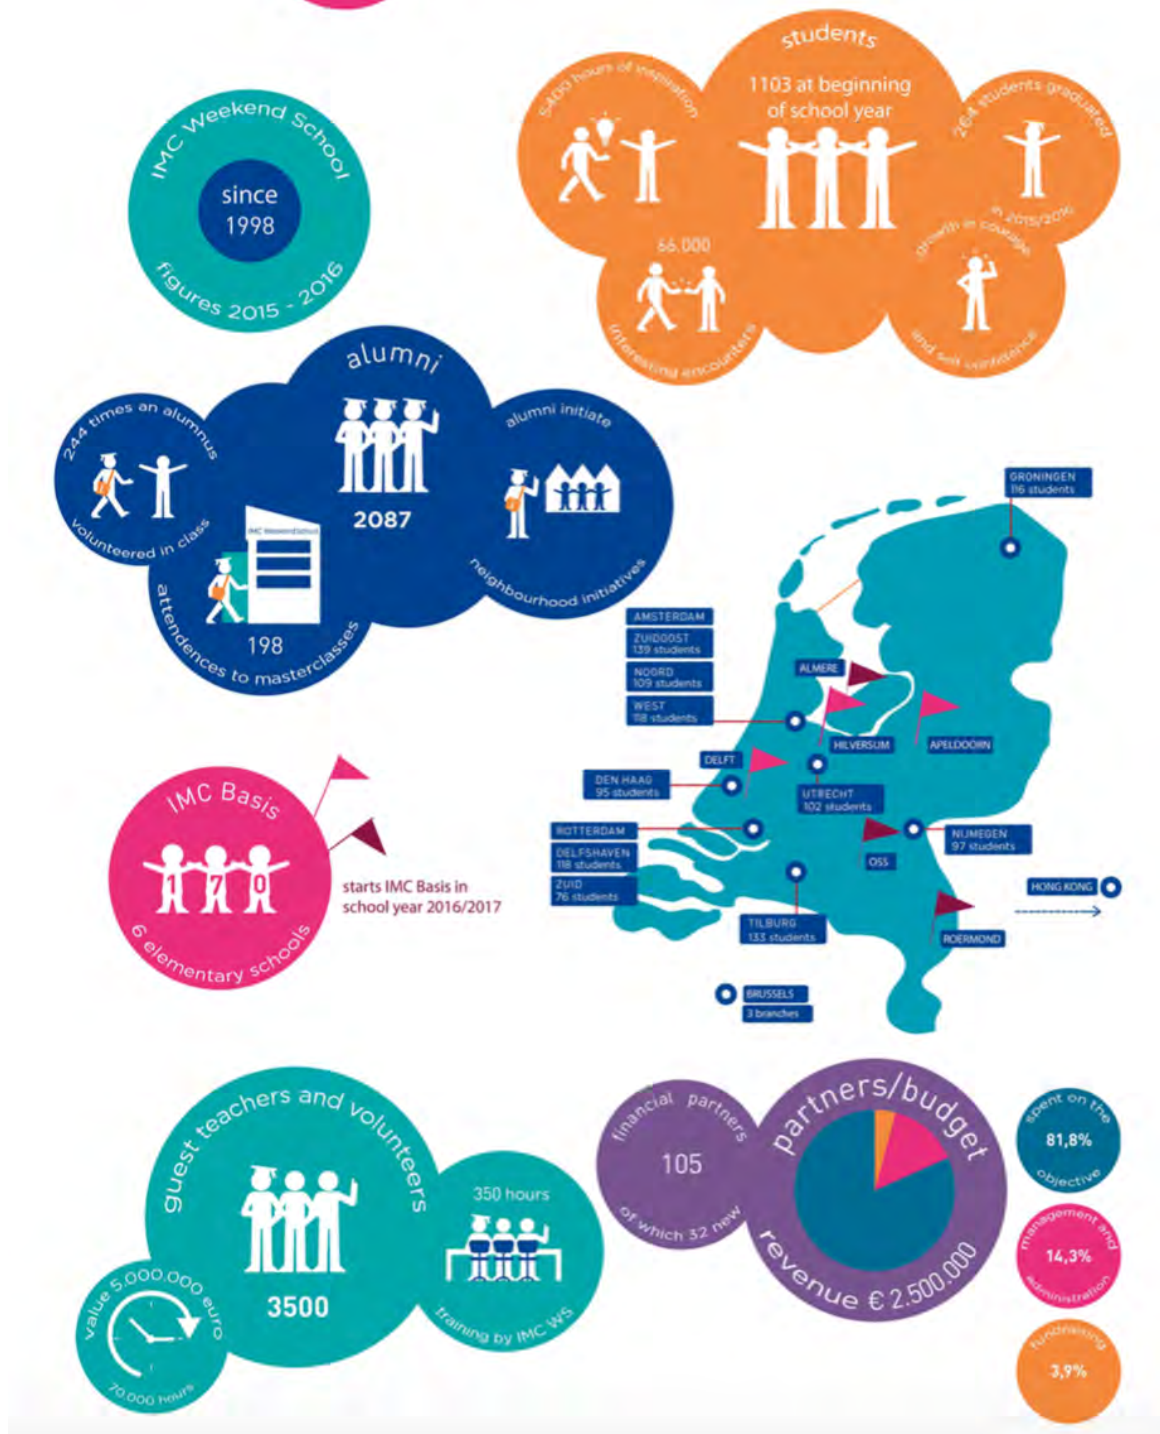 IMC Weekend School
since
1998
figures 2015 - 2016
students
1103 at beginning
of school year
5400 hours of inspiration
264 students graduated
in 2015/2016
66.000
interesting encounters
growth in courage
and self confidence
alumni
2087
244 times an alumnus
volunteered in class
IMC WeekendSchool
198
attendences to masterclasses
alumni initiate
neighbourhood initiatives
GRONINGEN
116 students
AMSTERDAM
ZUIDOOST
139 students
NOORD
109 students
WEST
118 students
ALMERE
HILVERSUM
APELDOORN
DELFT
DEN HAAG
95 students
UTRECHT
102 students
ROTTERDAM
DELFSHAVEN
118 students
ZUID
76 students
OSS
NIJMEGEN
97 students
HONG KONG
TILBURG
133 students
ROERMOND
BRUSSELS
3 branches
IMC Basis
170
6 elementary schools
starts IMC Basis in
school year 2016/2017
guest teachers and volunteers
3500
350 hours
training by IMC WS
value 5.000.000 euro
70.000 hours
financial partners
105
of which 32 new
partners/budget
revenue € 2.500.000
spent on the
81,8%
objective
management and
14,3%
administration
fundraising
3,9%